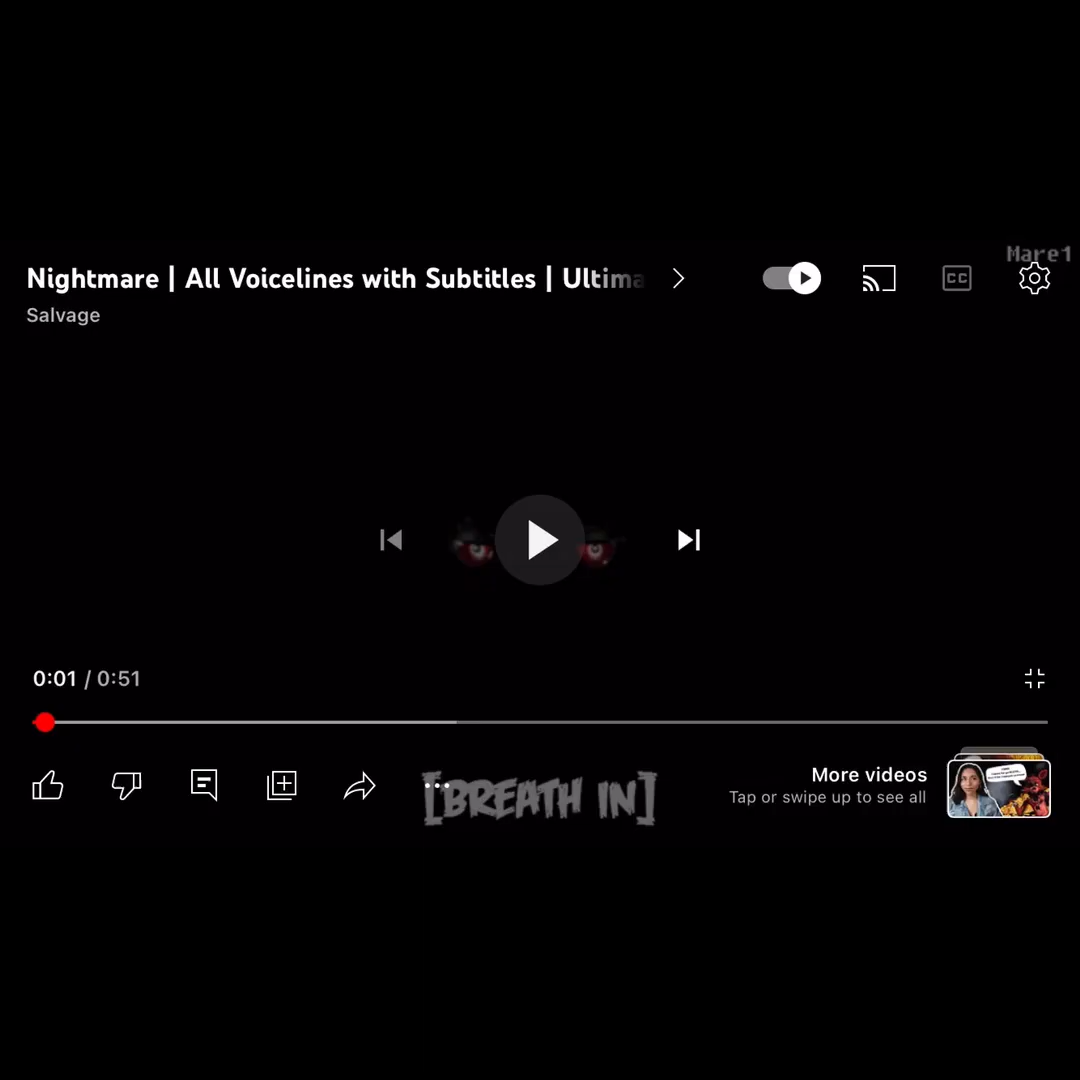 Mare1
Nightmare | All Voicelines with Subtitles | Ultima
CC
Salvage
0:01 / 0:51
More videos
Tap or swipe up to see all
[BREATH IN]